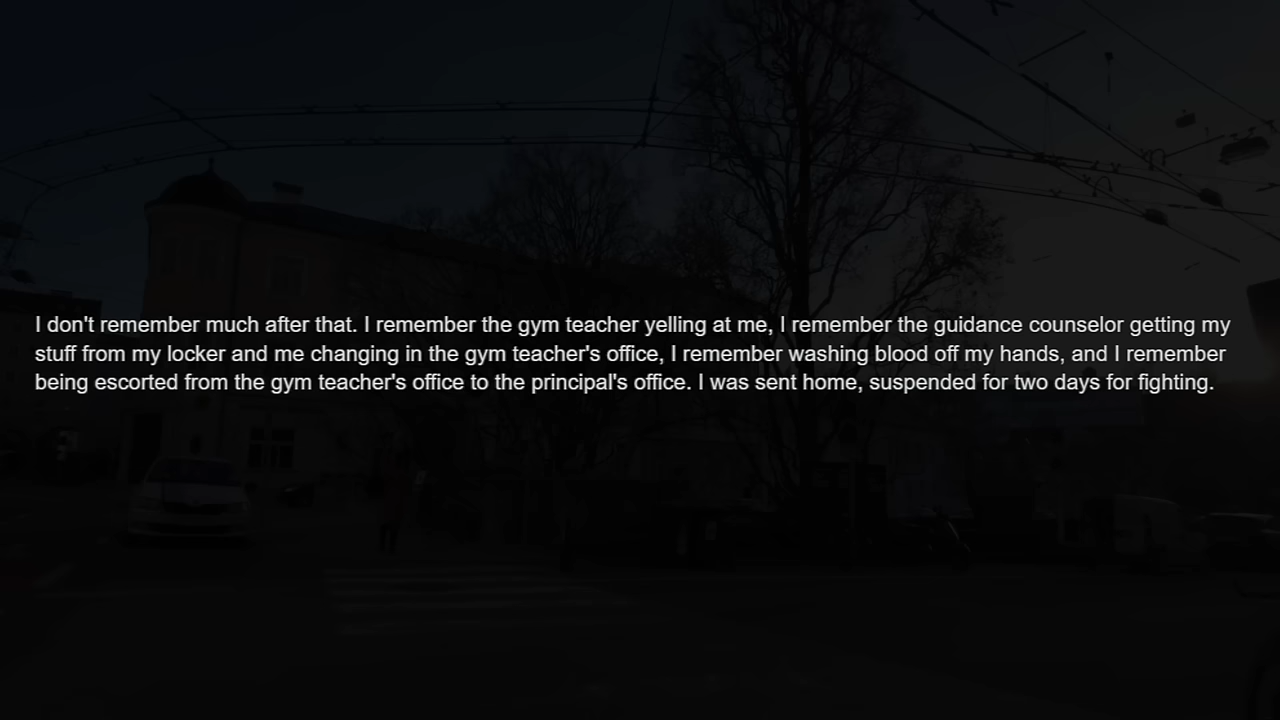 I don't remember much after that. I remember the gym teacher yelling at me, I remember the guidance counselor getting my
stuff from my locker and me changing in the gym teacher's office, I remember washing blood off my hands, and I remember
being escorted from the gym teacher's office to the principal's office. I was sent home, suspended for two days for fighting.